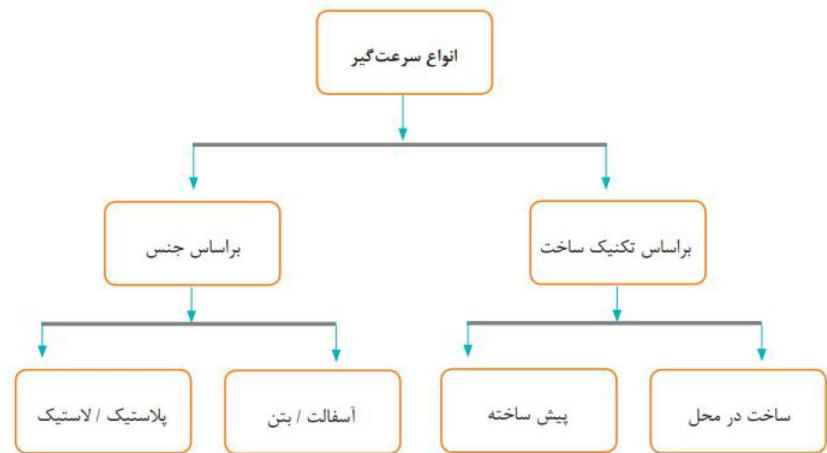 انواع سرعت‌گیر
براساس تکنیک ساخت
براساس جنس
ساخت در محل
پیش ساخته
آسفالت / بتن
پلاستیک / لاستیک